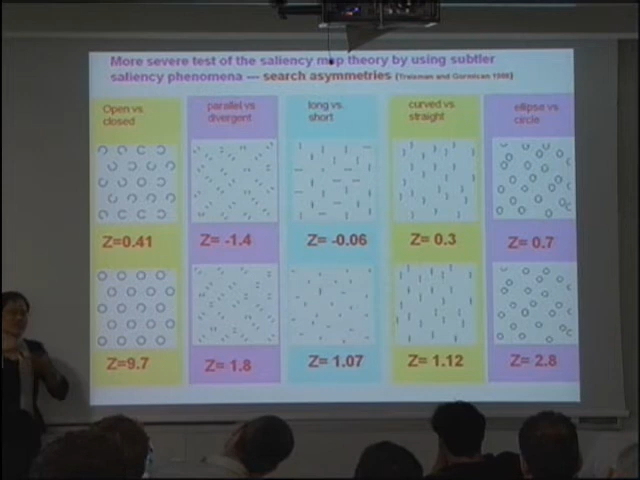 More severe test of the saliency map theory by using subtler
saliency phenomena --- search asymmetries (Treisman and Gormican 1988)
Open vs
closed
parallel vs
divergent
long vs.
short
curved vs
straight
ellipse vs
circle
Z=0.41
Z= -1.4
Z= -0.06
Z= 0.3
Z= 0.7
Z=9.7
Z= 1.8
Z= 1.07
Z= 1.12
Z= 2.8